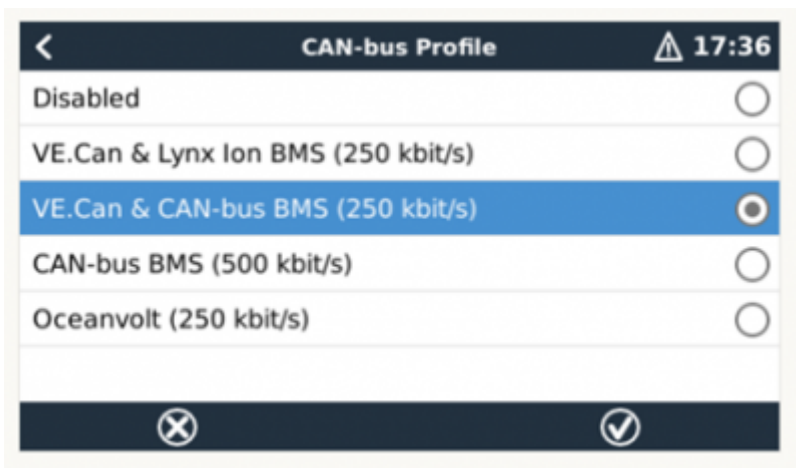 CAN-bus Profile 17:36
Disabled
VE.Can & Lynx Ion BMS (250 kbit/s)
VE.Can & CAN-bus BMS (250 kbit/s)
CAN-bus BMS (500 kbit/s)
Oceanvolt (250 kbit/s)